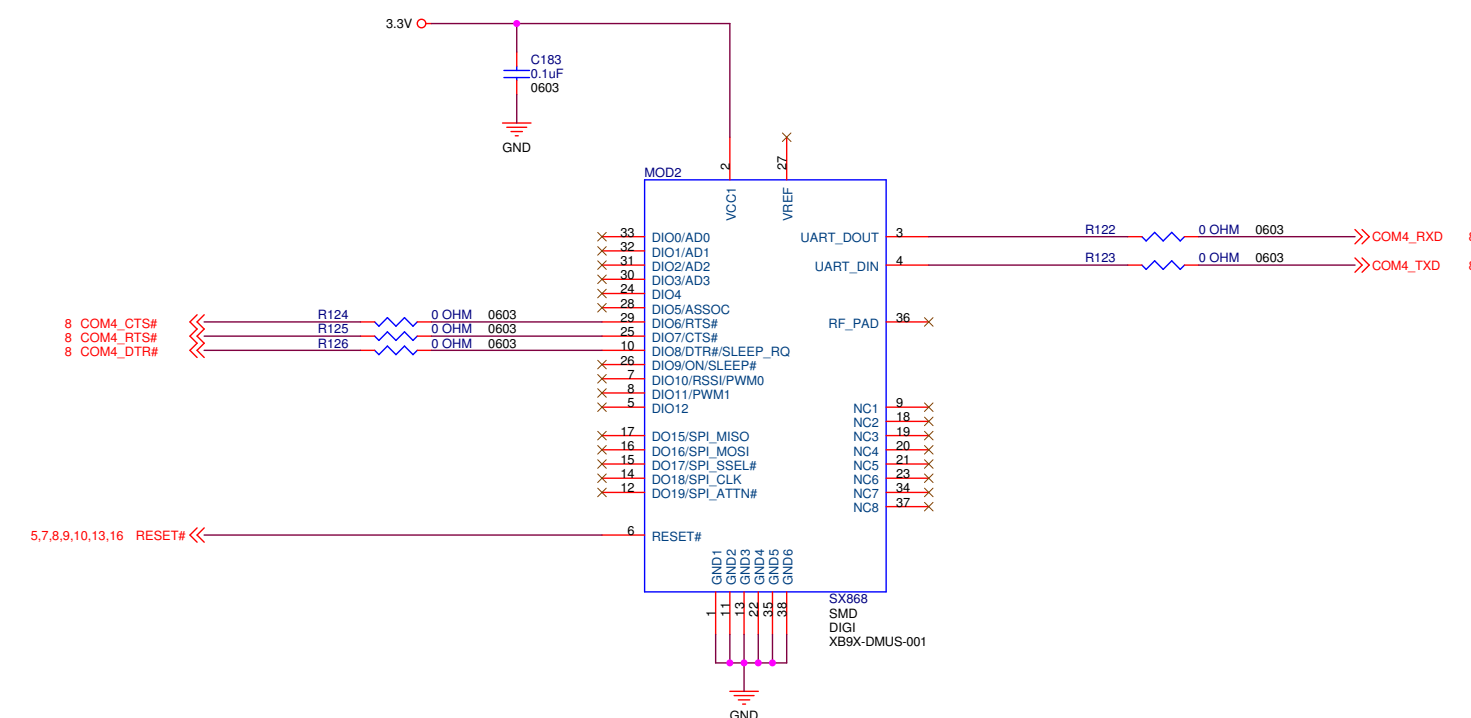 3.3V
C183
0.1uF
0603
GND
MOD2
2
27
VCC1
VREF
33 DIO0/AD0
32 DIO1/AD1
31 DIO2/AD2
30 DIO3/AD3
24 DIO4
28 DIO5/ASSOC
8 COM4_CTS# R124 0 OHM 0603 29 DIO6/RTS#
8 COM4_RTS# R125 0 OHM 0603 25 DIO7/CTS#
8 COM4_DTR# R126 0 OHM 0603 10 DIO8/DTR#/SLEEP_RQ
26 DIO9/ON/SLEEP#
7 DIO10/RSSI/PWM0
8 DIO11/PWM1
5 DIO12
17 DO15/SPI_MISO
16 DO16/SPI_MOSI
15 DO17/SPI_SSEL#
14 DO18/SPI_CLK
12 DO19/SPI_ATTN#
5,7,8,9,10,13,16 RESET# 6 RESET#
UART_DOUT 3 R122 0 OHM 0603 COM4_RXD
UART_DIN 4 R123 0 OHM 0603 COM4_TXD
RF_PAD 36
NC1 9
NC2 18
NC3 19
NC4 20
NC5 21
NC6 23
NC7 34
NC8 37
GND1
GND2
GND3
GND4
GND5
GND6
1
11
13
22
35
38
SX868
SMD
DIGI
XB9X-DMUS-001
GND